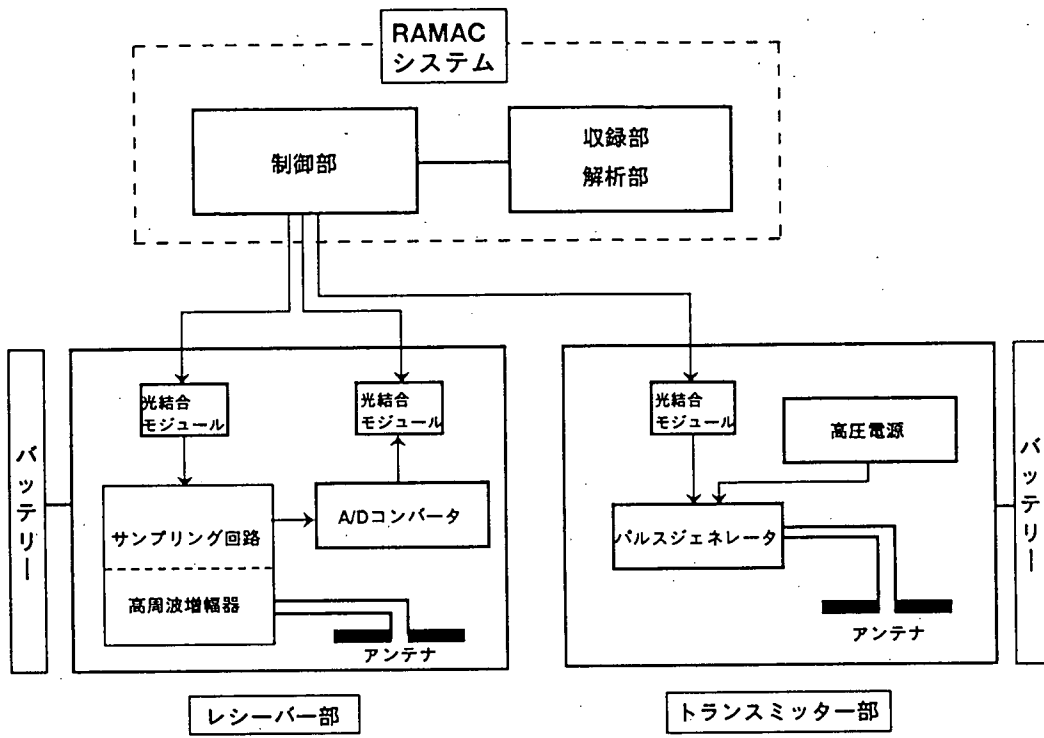 RAMAC
システム
制御部
収録部
解析部
光結合
モジュール
光結合
モジュール
光結合
モジュール
高圧電源
バッテリー
サンプリング回路
A/Dコンバータ
パルスジェネレータ
バッテリー
高周波増幅器
アンテナ
アンテナ
レシーバー部
トランスミッター部